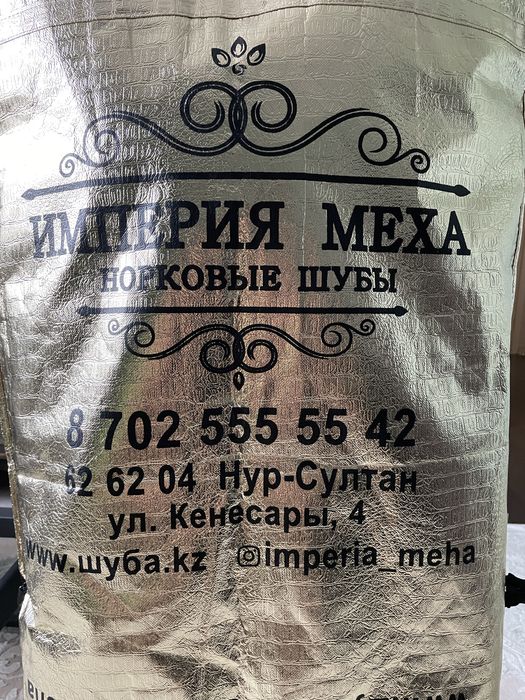 ИМПЕРИЯ МЕХА
НОРКОВЫЕ ШУБЫ
8 702 555 55 42
62 62 04 Нур-Султан
ул. Кенесары, 4
www.шуба.kz imperia_meha